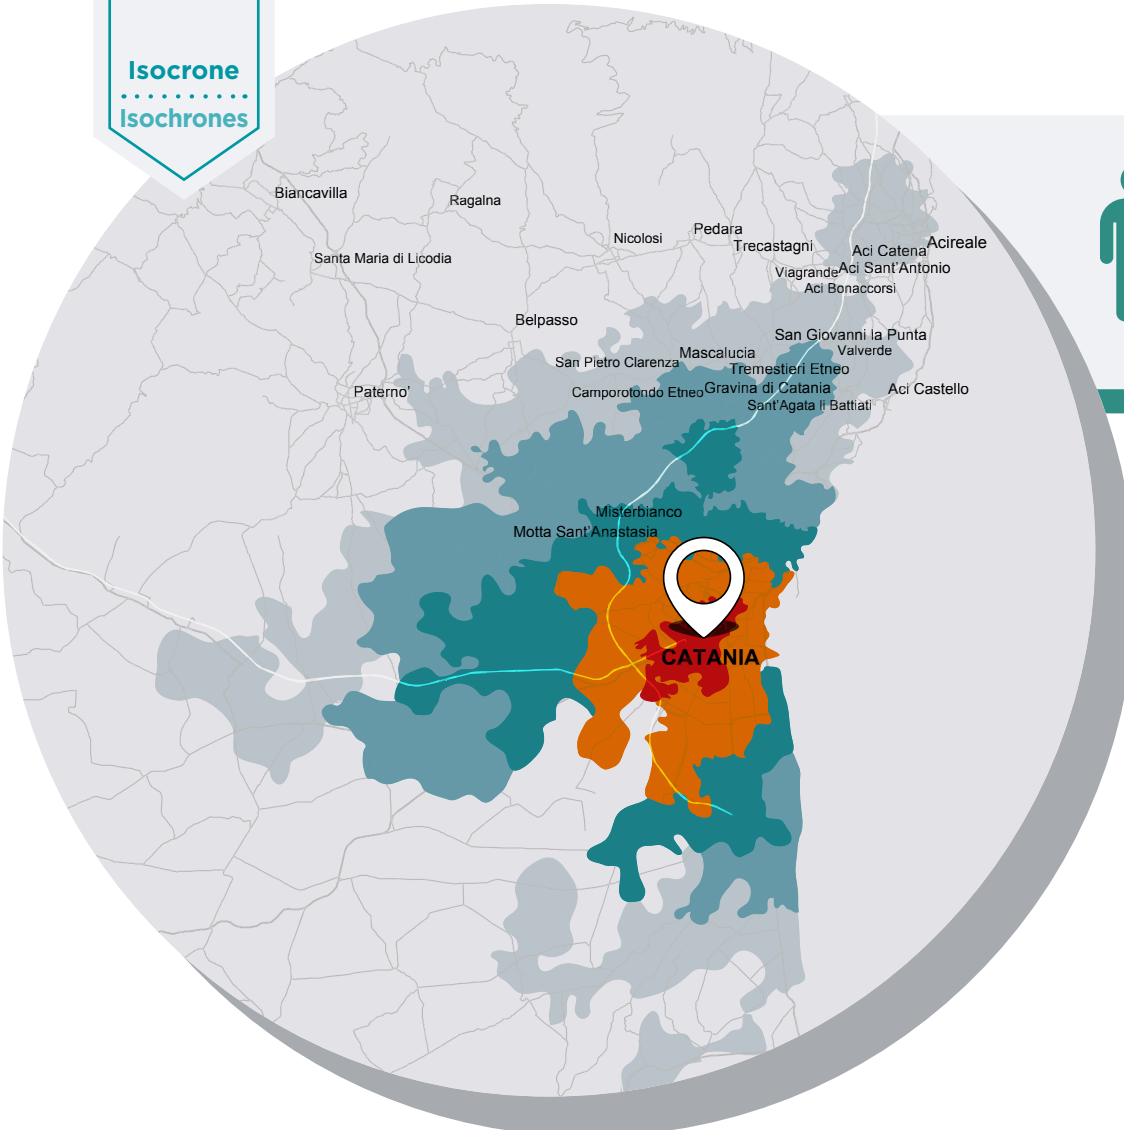 Isocrone
Isochrones
Biancavilla
Ragalna
Nicolosi
Pedara
Trecastagni
Aci Catena
Acireale
Santa Maria di Licodia
Viagrande
Aci Sant'Antonio
Aci Bonaccorsi
Belpasso
San Giovanni la Punta
Mascalucia
Valverde
San Pietro Clarenza
Tremestieri Etneo
Paterno'
Camporotondo Etneo
Gravina di Catania
Aci Castello
Sant'Agata li Battiati
Misterbianco
Motta Sant'Anastasia
CATANIA